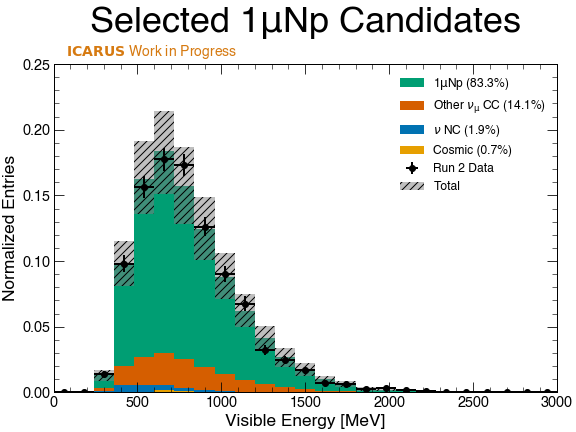 Selected 1μNp Candidates
ICARUS Work in Progress
0.25
0.20
0.15
0.10
0.05
0.00
Normalized Entries
1μNp (83.3%)
Other νμ CC (14.1%)
ν NC (1.9%)
Cosmic (0.7%)
Run 2 Data
Total
0 500 1000 1500 2000 2500 3000
Visible Energy [MeV]